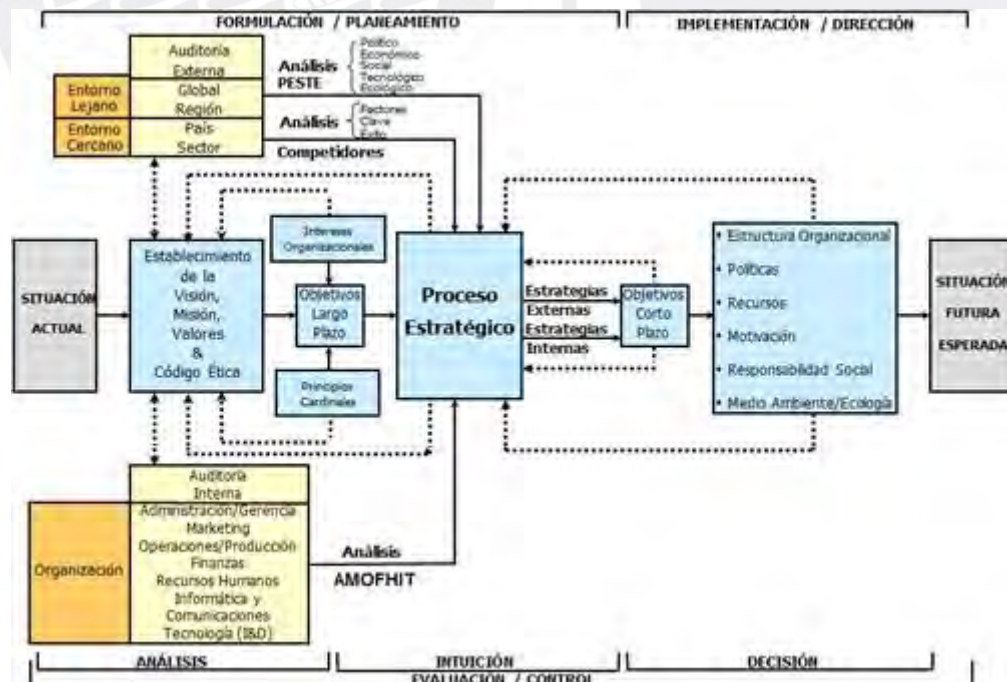 FORMULACIÓN / PLANEAMIENTO
IMPLEMENTACIÓN / DIRECCIÓN
Auditoría
Externa
Global
Región
País
Sector
Entorno
Lejano
Entorno
Cercano
Análisis
PESTE
Político
Económico
Social
Tecnológico
Ecológico
Análisis
Competidores
Factores
Clave
Éxito
SITUACIÓN
ACTUAL
Establecimiento
de la
Visión,
Misión,
Valores
&
Código Ética
Intereses
Organizacionales
Objetivos
Largo
Plazo
Principios
Cardinales
Proceso
Estratégico
Estrategias
Externas
Estrategias
Internas
Objetivos
Corto
Plazo
• Estructura Organizacional
• Políticas
• Recursos
• Motivación
• Responsabilidad Social
• Medio Ambiente/Ecología
SITUACIÓN
FUTURA
ESPERADA
Organización
Auditoría
Interna
Administración/Gerencia
Marketing
Operaciones/Producción
Finanzas
Recursos Humanos
Informática y
Comunicaciones
Tecnología (I&D)
Análisis
AMOFHIT
ANÁLISIS
INTUICIÓN
DECISIÓN
EVALUACIÓN / CONTROL